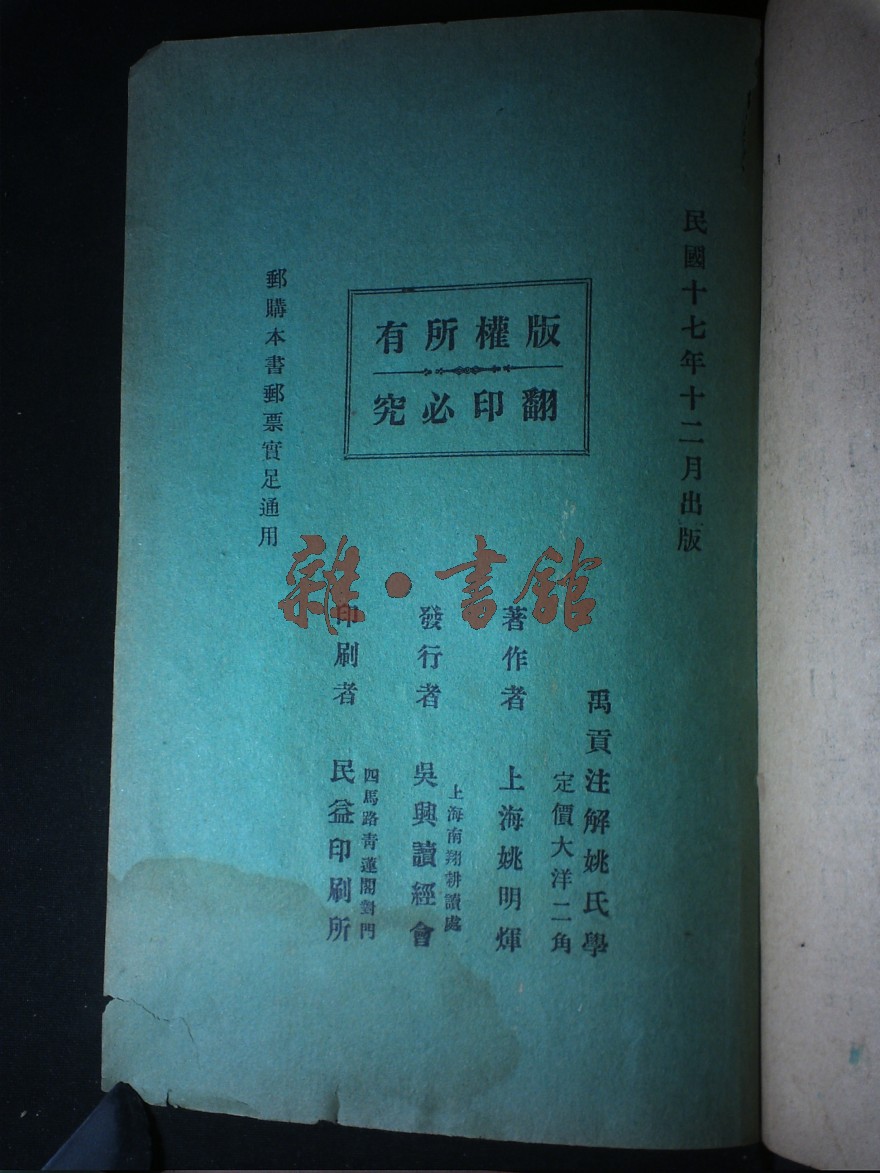 民國十七年十二月出版
版權所有
翻印必究
禹貢注解姚氏學
定價大洋二角
著作者 上海姚明煇
發行者 上海南翔耕讀處
吳興讀經會
印刷者 四馬路青蓮閣對門
民益印刷所
郵購本書郵票實足通用
雜·書館